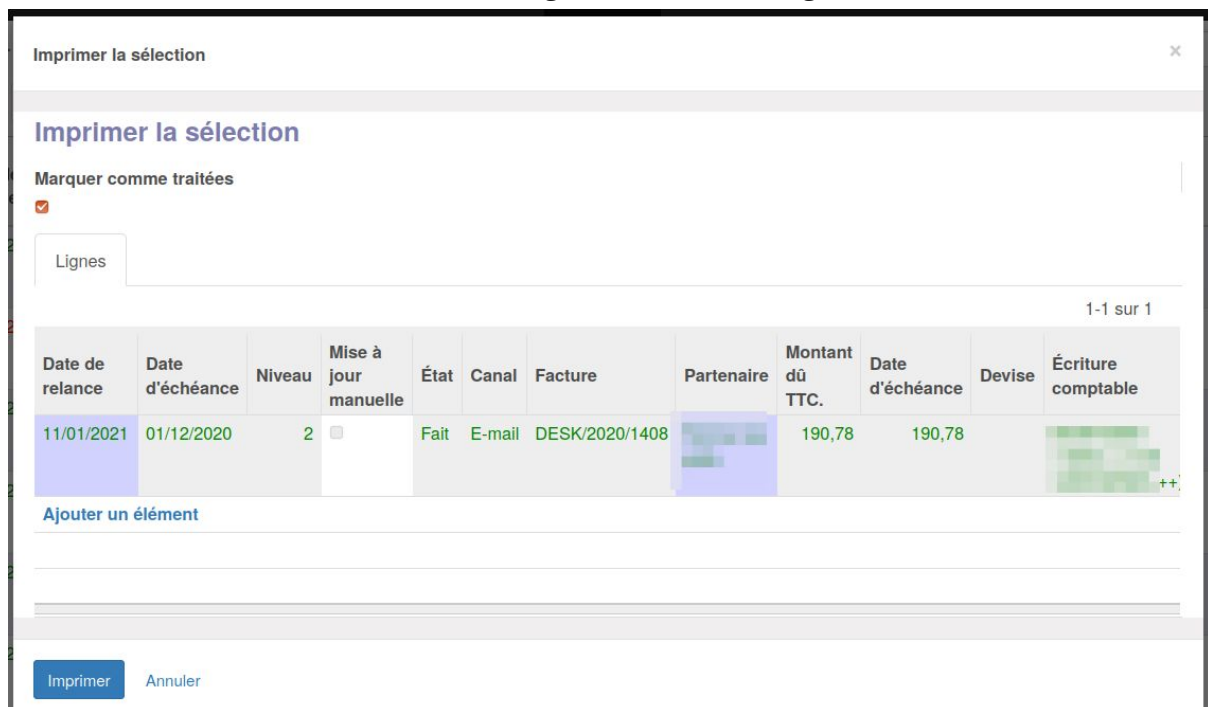 Imprimer la sélection
×
Imprimer la sélection
Marquer comme traitées
Lignes
1-1 sur 1
Date de relance Date d'échéance Niveau Mise à jour manuelle État Canal Facture Partenaire Montant dû TTC. Date d'échéance Devise Écriture comptable
11/01/2021 01/12/2020 2 Fait E-mail DESK/2020/1408 190,78 190,78 ++)
Ajouter un élément
Imprimer Annuler